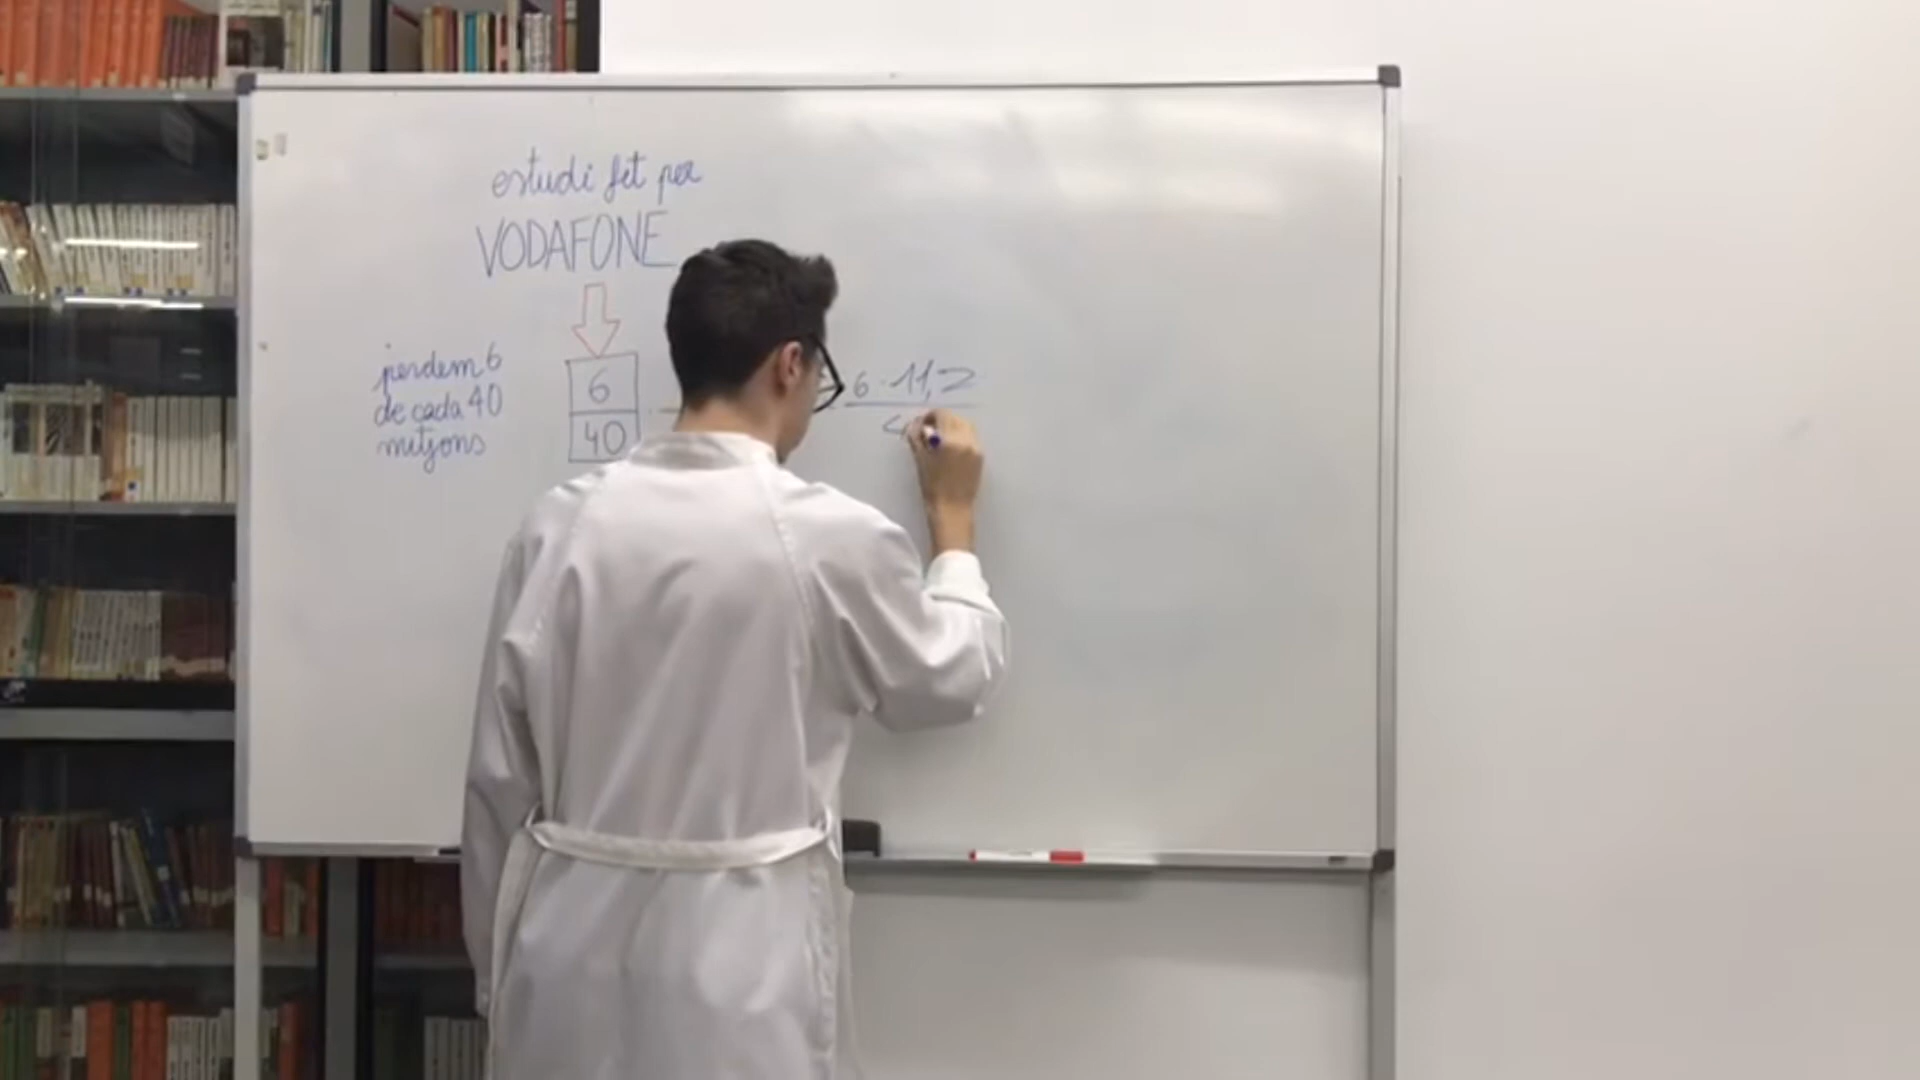 estudi fet per
VODAFONE
perdem 6
de cada 40
mitjons
6
40
6 · 11,2